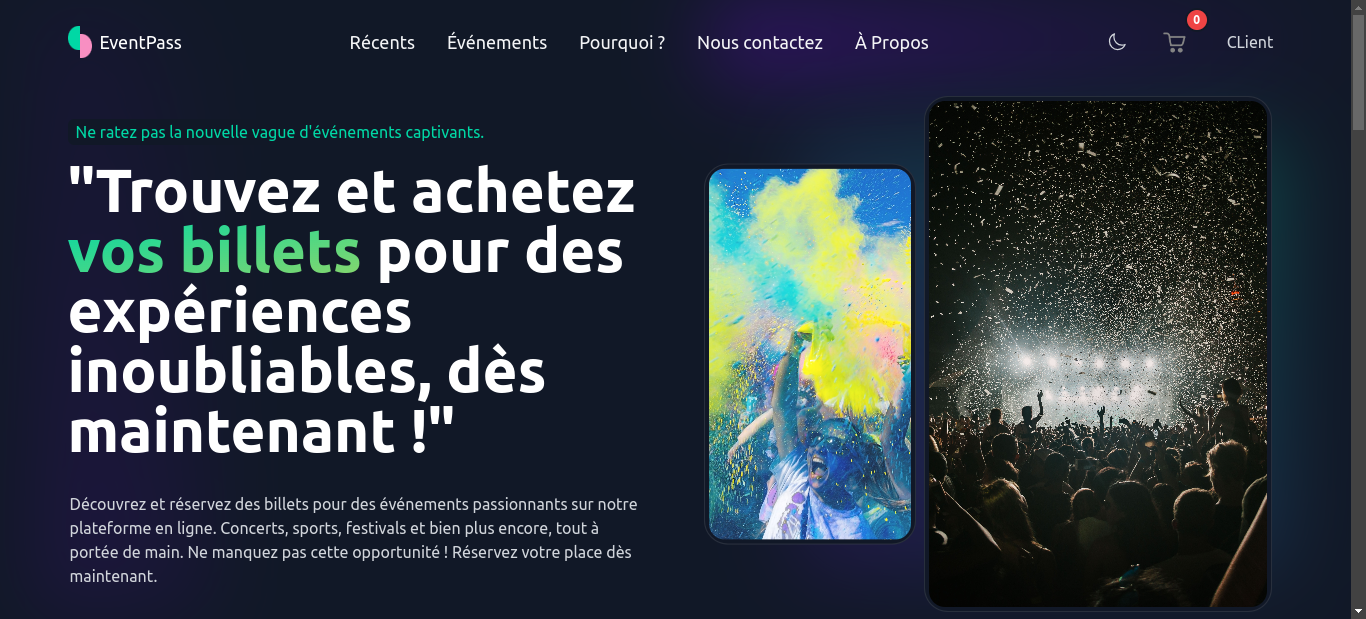 EventPass
Récents
Événements
Pourquoi ?
Nous contactez
À Propos
0
CLient
Ne ratez pas la nouvelle vague d'événements captivants.
"Trouvez et achetez
vos billets pour des
expériences
inoubliables, dès
maintenant !"
Découvrez et réservez des billets pour des événements passionnants sur notre
plateforme en ligne. Concerts, sports, festivals et bien plus encore, tout à
portée de main. Ne manquez pas cette opportunité ! Réservez votre place dès
maintenant.